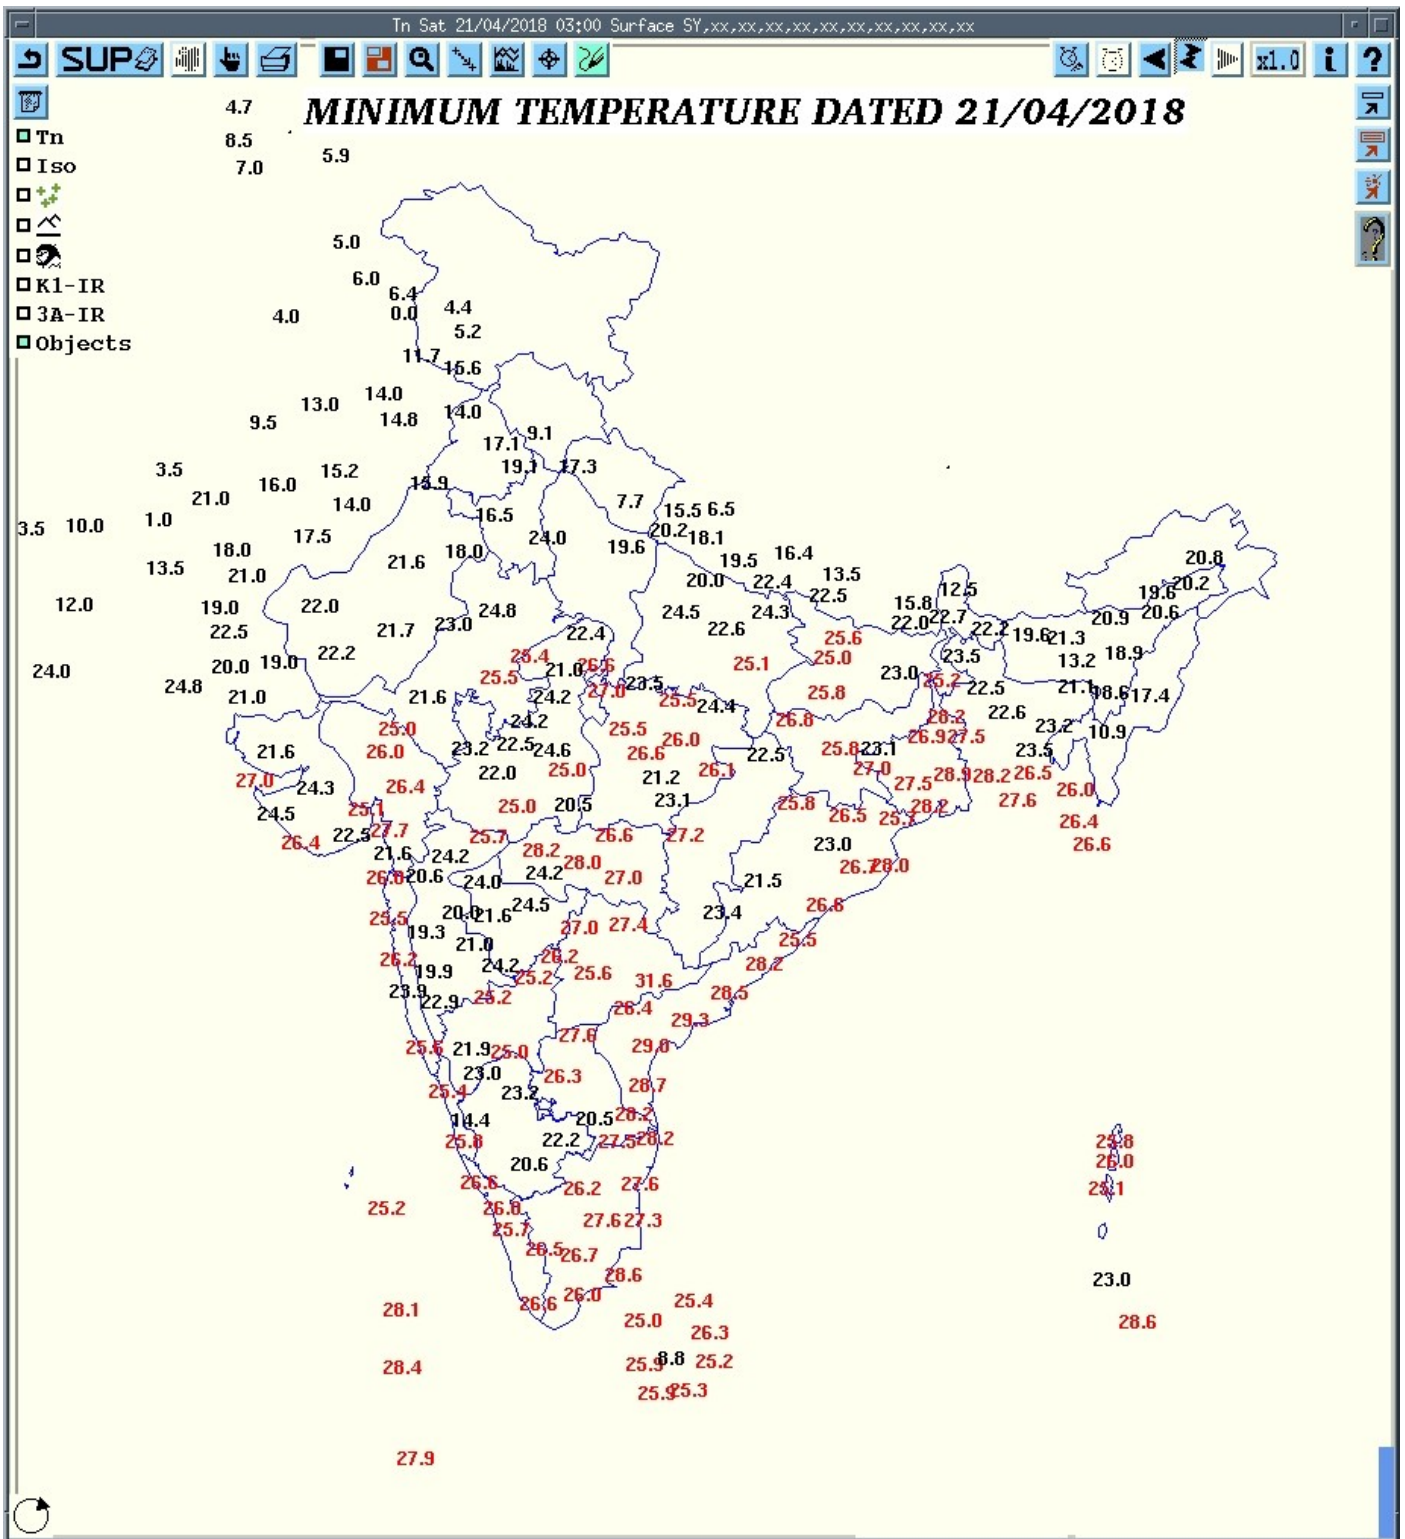 Tn Sat 21/04/2018 03:00 Surface SY,xx,xx,xx,xx,xx,xx,xx,xx,xx,xx
SUP x1.0 i ?
MINIMUM TEMPERATURE DATED 21/04/2018
4.7
Tn 8.5
5.9
Iso 7.0
5.0
6.0
K1-IR 6.4
4.4
3A-IR 4.0 0.0
5.2
Objects
11.7
15.6
14.0
13.0
14.0
9.5 14.8
9.1
17.1
3.5 15.2 19.1 17.3
16.0 15.9
21.0 14.0 7.7
15.5 6.5
1.0 16.5
3.5 10.0 20.2
17.5 24.0 18.1
18.0 18.0 19.6 16.4
21.6 19.5 20.8
13.5 21.0 20.0 22.4 13.5 20.2
12.5 19.6
12.0 19.0 22.0 24.8 24.5 24.3 22.5 15.8 20.6
22.0 22.7 20.9
22.5 21.7 23.0 22.4 22.6 22.2 19.6 21.3
25.6
24.0 20.0 19.0 22.2 25.4 26.6 25.1 25.0 23.5 13.2 18.9
25.5 21.0 23.0
24.8 21.0 21.6 24.2 27.0 23.5 25.5 25.8 25.2 22.5 21.1 18.6 17.4
24.4
25.0 24.2 25.5 26.8 28.2 22.6 23.2
21.6 26.0 23.2 22.5 24.6 26.6 26.0 22.5 25.8 23.1 26.9 27.5 23.5 10.9
27.0 22.0 25.0 21.2 26.1 27.0 28.9 28.2 26.5
24.3 26.4 27.5 26.0
24.5 25.1 25.0 20.5 23.1 25.8 28.2 27.6
26.5 25.7
26.4 22.5 27.7 25.7 26.6 27.2 26.4
21.6 24.2 28.2 23.0 26.6
20.6 24.0 24.2 28.0 27.0 21.5 26.7 28.0
25.5 20.0 21.6 24.5 23.4 26.6
19.3 27.0 27.4
21.0 25.5
26.2 24.2 26.2 28.2
19.9 25.2 25.6 31.6
23.9 22.9 25.2 28.5
26.4
29.3
27.6
25.6 21.9 25.0 29.0
23.0 26.3
25.4 23.2 28.7
14.4 20.5 28.2
25.8 22.2 27.5 28.2 25.8
20.6 26.0
26.6 26.2 27.6 25.1
25.2 26.0
25.7 27.6 27.3
26.5 26.7
28.6 23.0
28.1 26.6 26.0 25.4
25.0 26.3 28.6
28.4 25.9 8.8 25.2
25.9 25.3
27.9